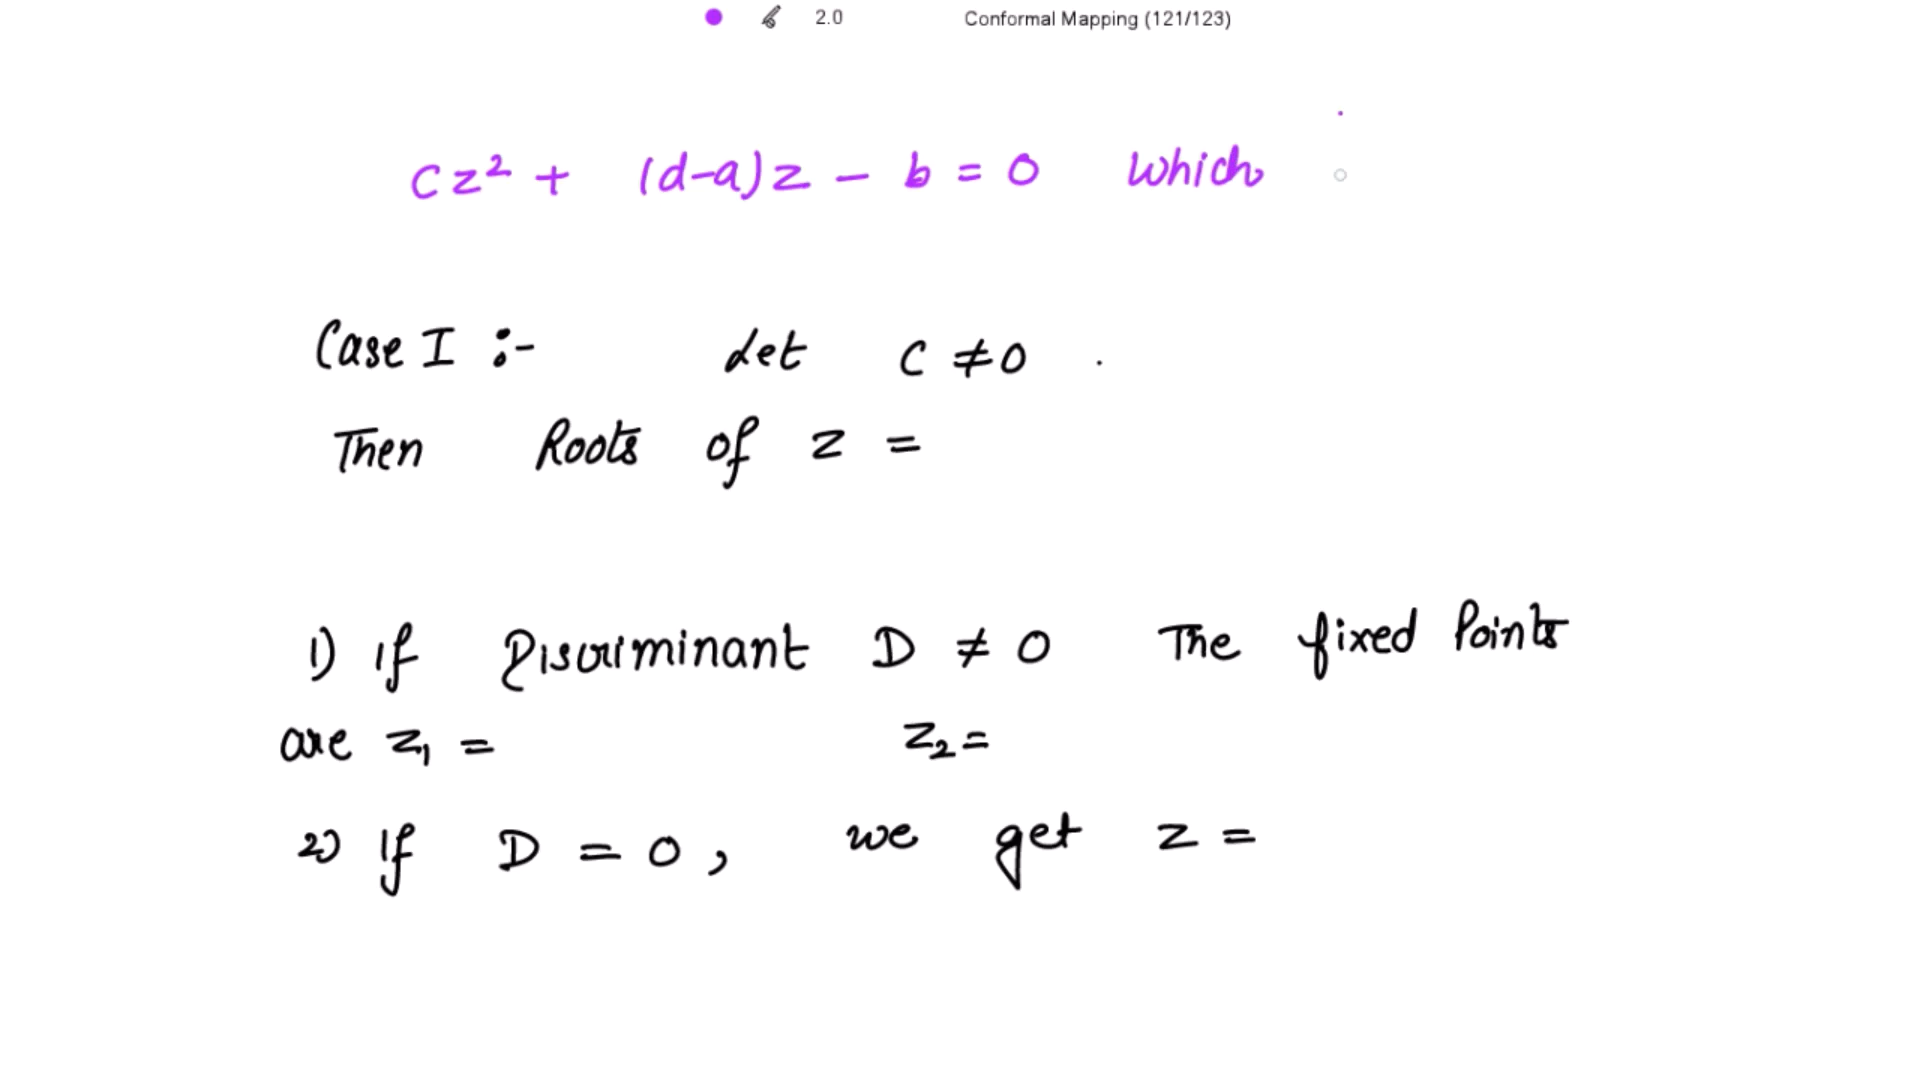 2.0 Conformal Mapping (121/123)
cz² + (d-a)z - b = 0 which
Case I :- Let c ≠ 0 .
Then Roots of z =
1) if Discriminant D ≠ 0 The fixed points
are z₁ = z₂ =
2) If D = 0 , we get z =